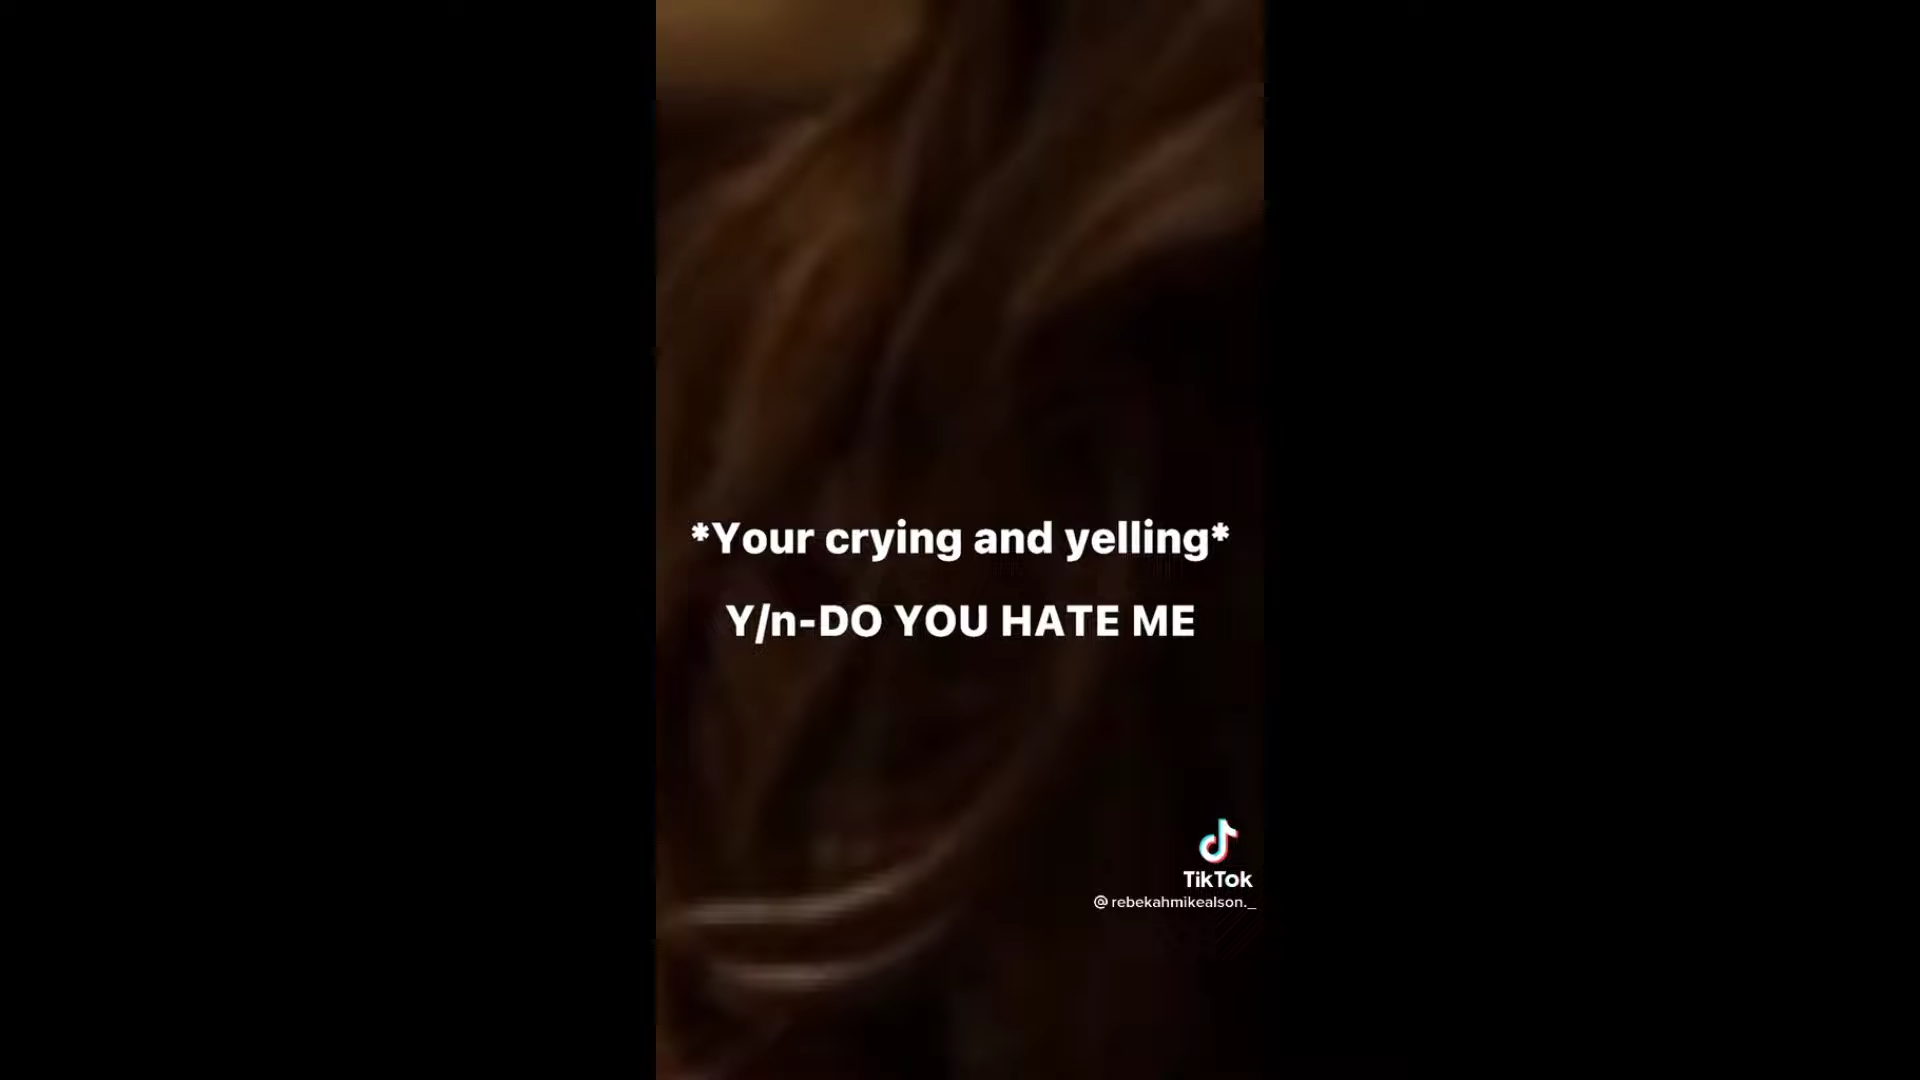 *Your crying and yelling*
Y/n-DO YOU HATE ME
TikTok
@rebekahmikealson._